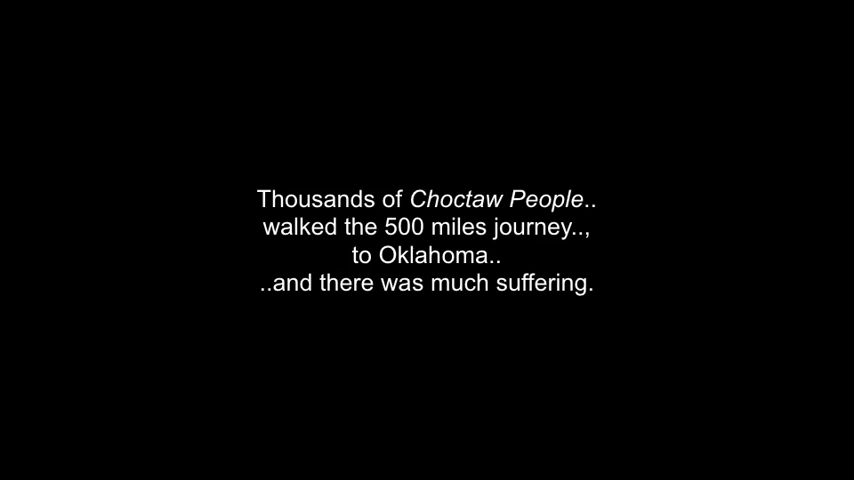 Thousands of Choctaw People..
walked the 500 miles journey..,
to Oklahoma..
..and there was much suffering.